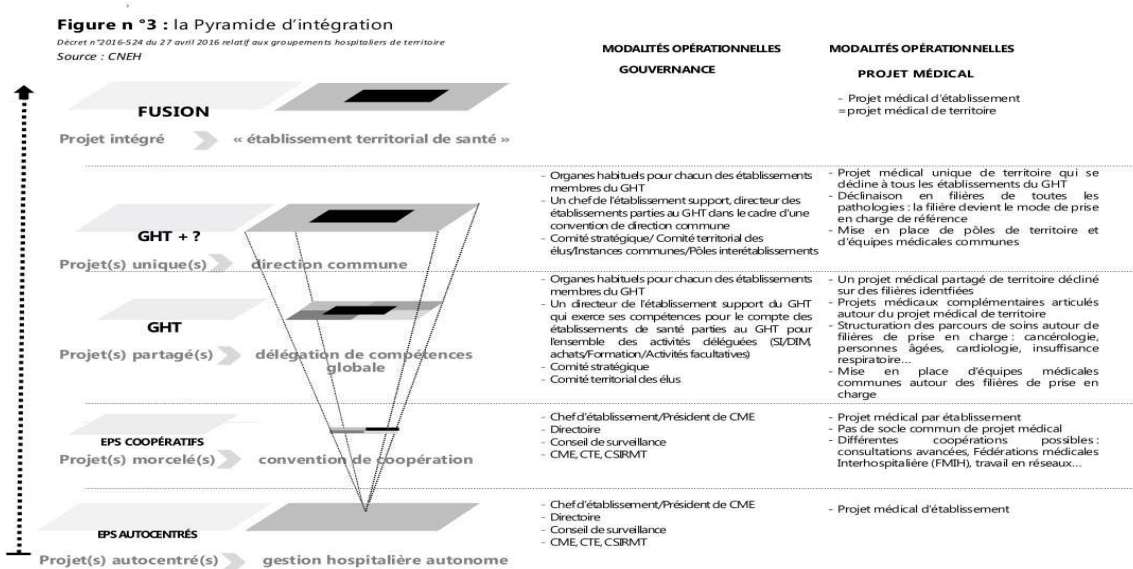 Figure n °3 : la Pyramide d'intégration
Décret n°2016-524 du 27 avril 2016 relatif aux groupements hospitaliers de territoire
Source : CNEH
MODALITÉS OPÉRATIONNELLES
GOUVERNANCE
MODALITÉS OPÉRATIONNELLES
PROJET MÉDICAL
FUSION
Projet intégré
« établissement territorial de santé »
- Projet médical d'établissement
= projet médical de territoire
GHT + ?
Projet(s) unique(s)
direction commune
- Organes habituels pour chacun des établissements
membres du GHT
- Un chef de l'établissement support, directeur des
établissements parties au GHT dans le cadre d'une
convention de direction commune
- Comité stratégique/ Comité territorial des
élus/Instances communes/Pôles interétablissements
- Projet médical unique de territoire qui se
décline à tous les établissements du GHT
- Déclinaison en filières de toutes les
pathologies : la filière devient le mode de prise
en charge de référence
- Mise en place de pôles de territoire et
d'équipes médicales communes
GHT
Projet(s) partagé(s)
délégation de compétences
globale
- Organes habituels pour chacun des établissements
membres du GHT
- Un directeur de l'établissement support du GHT
qui exerce ses compétences pour le compte des
établissements de santé parties au GHT pour
l'ensemble des activités déléguées (SI/DIM,
achats/Formation/Activités facultatives)
- Comité stratégique
- Comité territorial des élus
- Un projet médical partagé de territoire décliné
sur des filières identfiées
- Projets médicaux complémentaires articulés
autour du projet médical de territoire
- Structuration des parcours de soins autour de
filières de prise en charge : cancérologie,
personnes âgées, cardiologie, insuffisance
respiratoire...
- Mise en place d'équipes médicales
communes autour des filières de prise en
charge
EPS COOPÉRATIFS
Projet(s) morcelé(s)
convention de coopération
- Chef d'établissement/Président de CME
- Directoire
- Conseil de surveillance
- CME, CTE, CSIRMT
- Projet médical par établissement
- Pas de socle commun de projet médical
- Différentes coopérations possibles :
consultations avancées, Fédérations médicales
Interhospitalière (FMIH), travail en réseaux...
EPS AUTOCENTRÉS
Projet(s) autocentré(s)
gestion hospitalière autonome
- Chef d'établissement/Président de CME
- Directoire
- Conseil de surveillance
- CME, CTE, CSIRMT
- Projet médical d'établissement